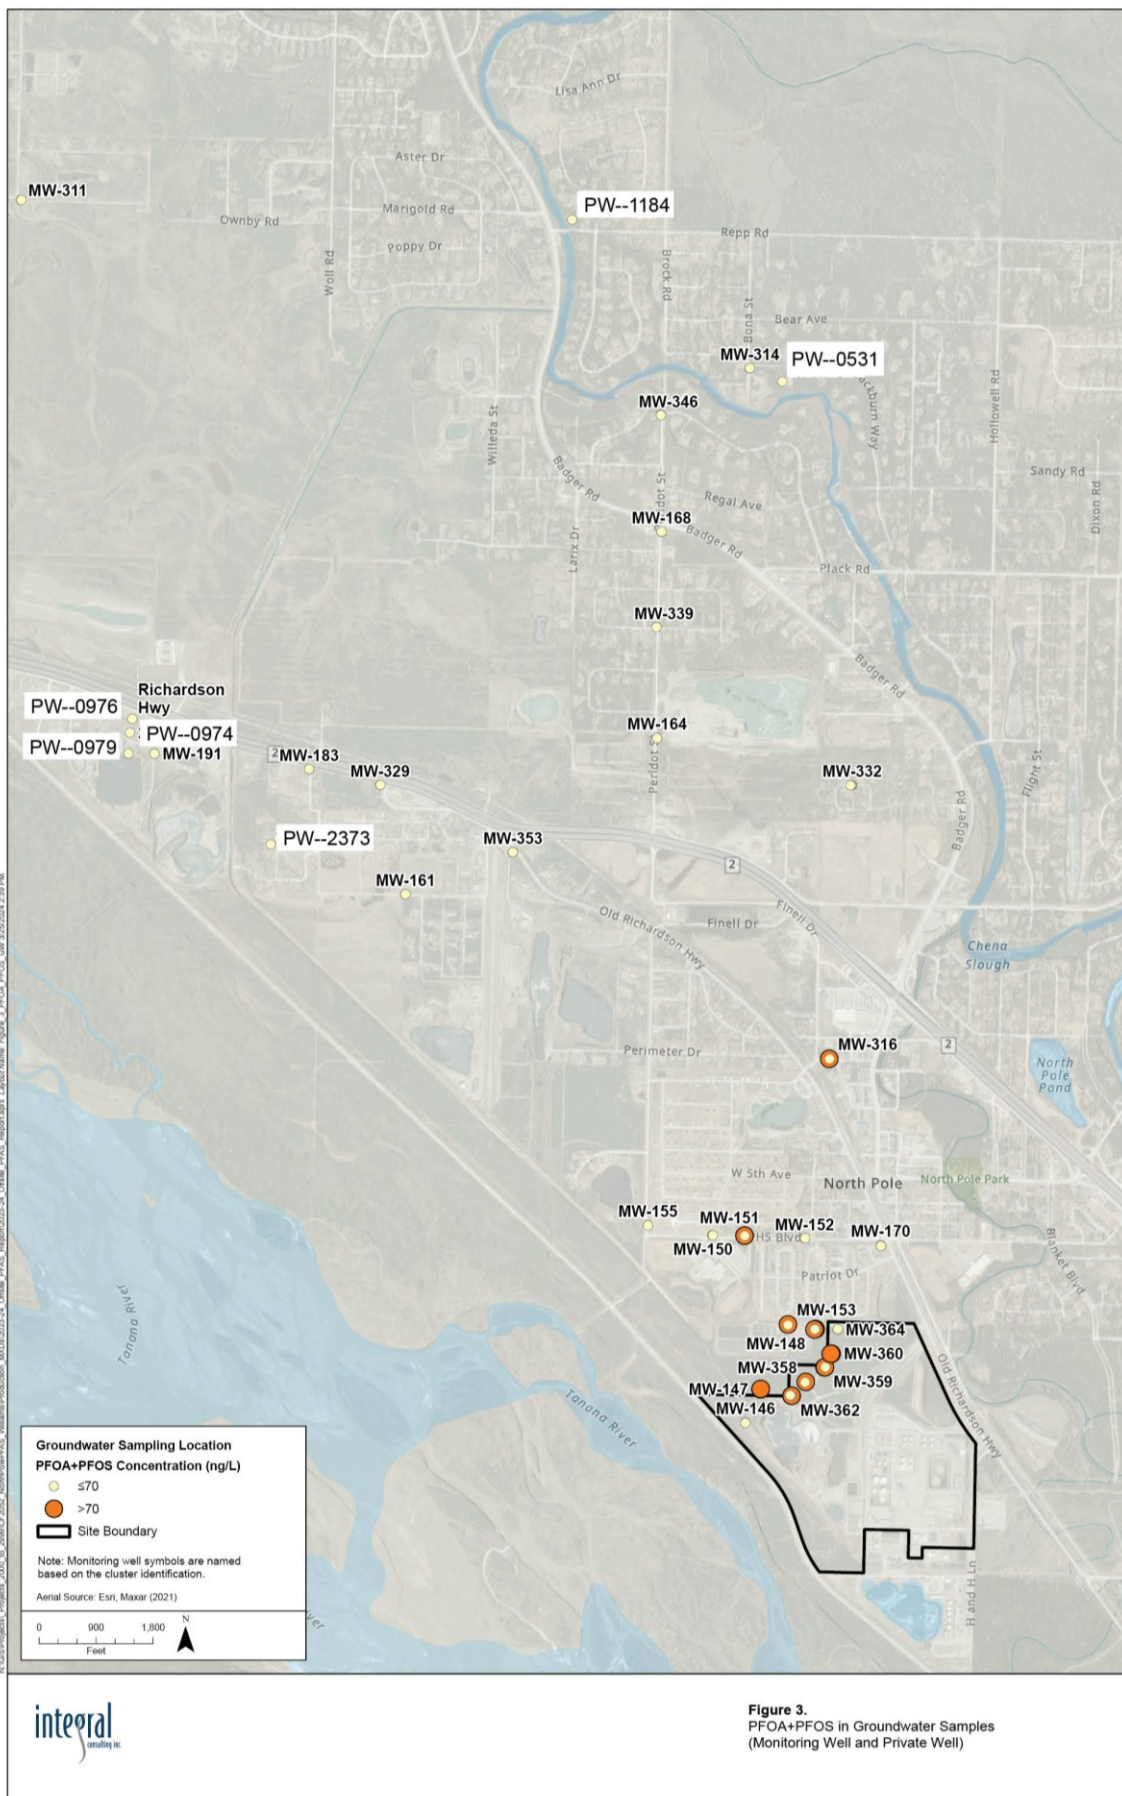 Lisa Ann Dr
Aster Dr
MW-311
Marigold Rd
Ownby Rd
PW--1184
Repp Rd
Poppy Dr
Woll Rd
Brock Rd
Bona St
Bear Ave
MW-314
PW--0531
MW-346
Hollowell Rd
Willeda St
Badger Rd
Sandy Rd
Dixon Rd
Regal Ave
MW-168
Badger Rd
Larix Dr
Plack Rd
MW-339
Badger Rd
Richardson
Hwy
PW--0976
PW--0974
PW--0979
MW-191
2
MW-183
MW-329
MW-164
Peridot S
MW-332
Flight St
Badger Rd
PW--2373
MW-353
2
MW-161
Old Richardson Hwy
Finell Dr
Finell Dr
Chena
Slough
Perimeter Dr
MW-316
2
North
Pole
Pond
W 5th Ave
North Pole
North Pole Park
MW-155
MW-151
MW-152
MW-170
MW-150
HS Blvd
Blanket Blvd
Patriot Dr
Tanana River
MW-153
MW-364
MW-148
MW-360
MW-358
MW-359
MW-147
MW-362
MW-146
Tanana River
Old Richardson Hwy
H and H Ln
Groundwater Sampling Location
PFOA+PFOS Concentration (ng/L)
≤70
>70
Site Boundary
Note: Monitoring well symbols are named
based on the cluster identification.
Aerial Source: Esri, Maxar (2021)
0 900 1,800
Feet
N
integral
consulting inc.
Figure 3.
PFOA+PFOS in Groundwater Samples
(Monitoring Well and Private Well)